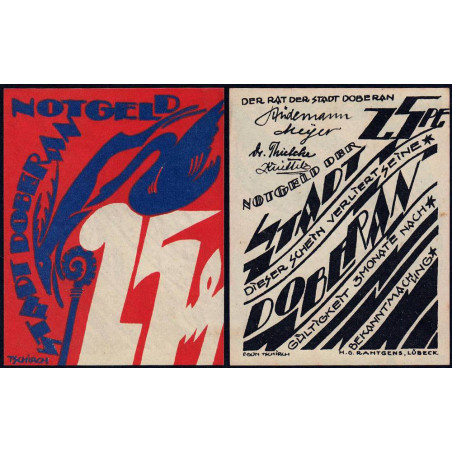 NOTGELD
STADT DOBERAN
25
TSCHIRCH
DER RAT DER STADT DOBERAN
25 PF
Meyer
Dr. Thielcke
NOTGELD DER
STADT
DIESER SCHEIN VERLIERT SEINE *
DOBERAN
GÜLTIGKEIT 3 MONATE NACH *
BEKANNTMACHUNG *
EGON TSCHIRCH
H. G. RAHTGENS, LÜBECK.